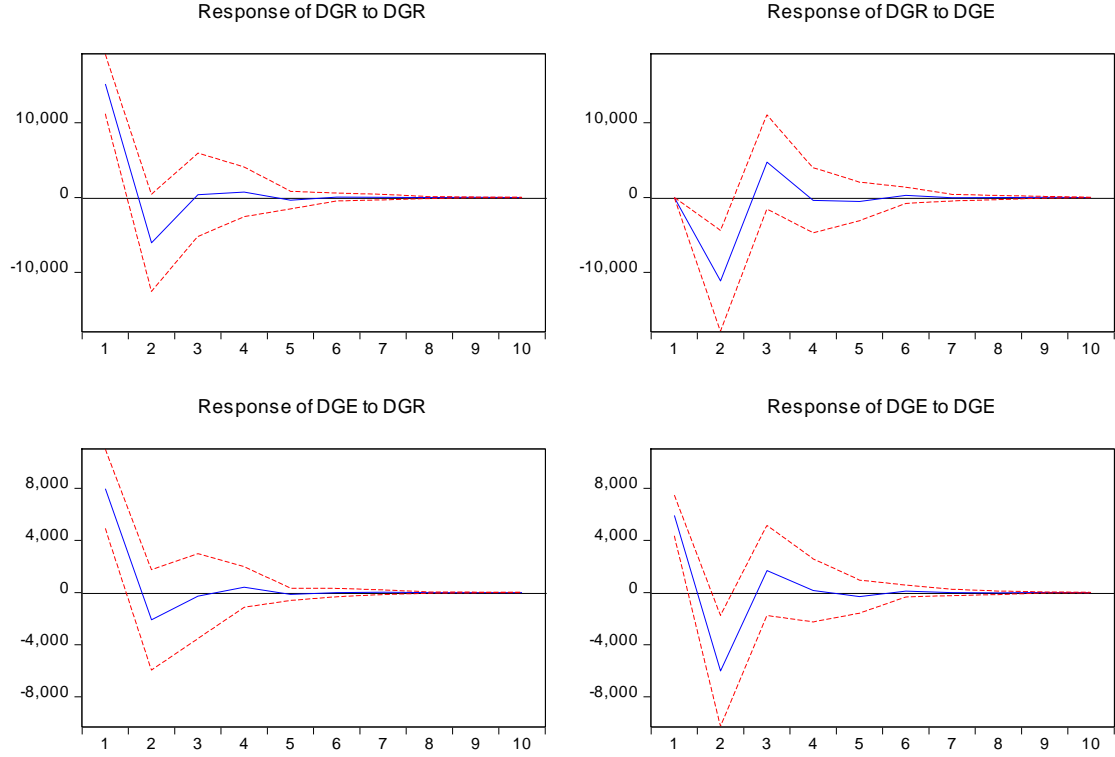 Response of DGR to DGR
10,000
0
-10,000
1 2 3 4 5 6 7 8 9 10
Response of DGR to DGE
10,000
0
-10,000
1 2 3 4 5 6 7 8 9 10
Response of DGE to DGR
8,000
4,000
0
-4,000
-8,000
1 2 3 4 5 6 7 8 9 10
Response of DGE to DGE
8,000
4,000
0
-4,000
-8,000
1 2 3 4 5 6 7 8 9 10